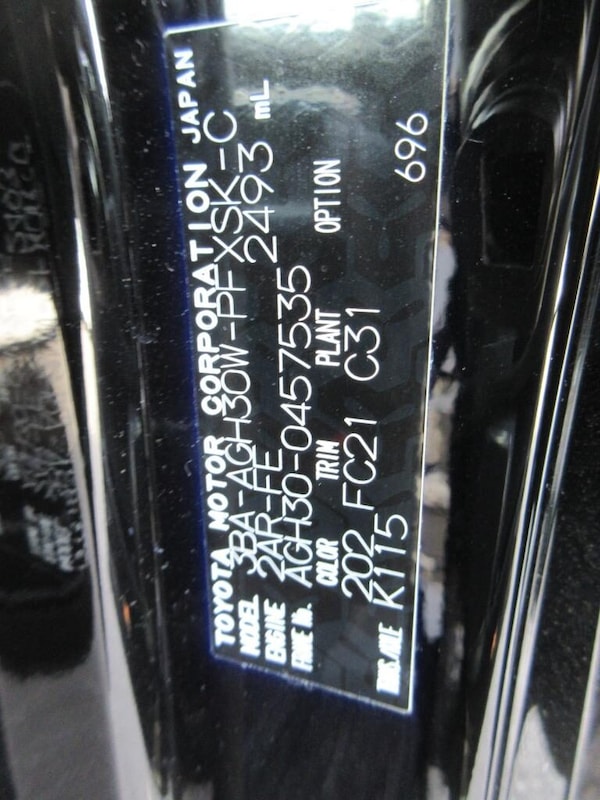 TOYOTA MOTOR CORPORATION JAPAN
MODEL 3BA-AGH30W-PFXSK-C
ENGINE 2AR-FE 2493 mL
FRAME No. AGH30-0457535
COLOR TRIM PLANT OPTION
202 FC21 C31 696
TRANS/AXLE K115